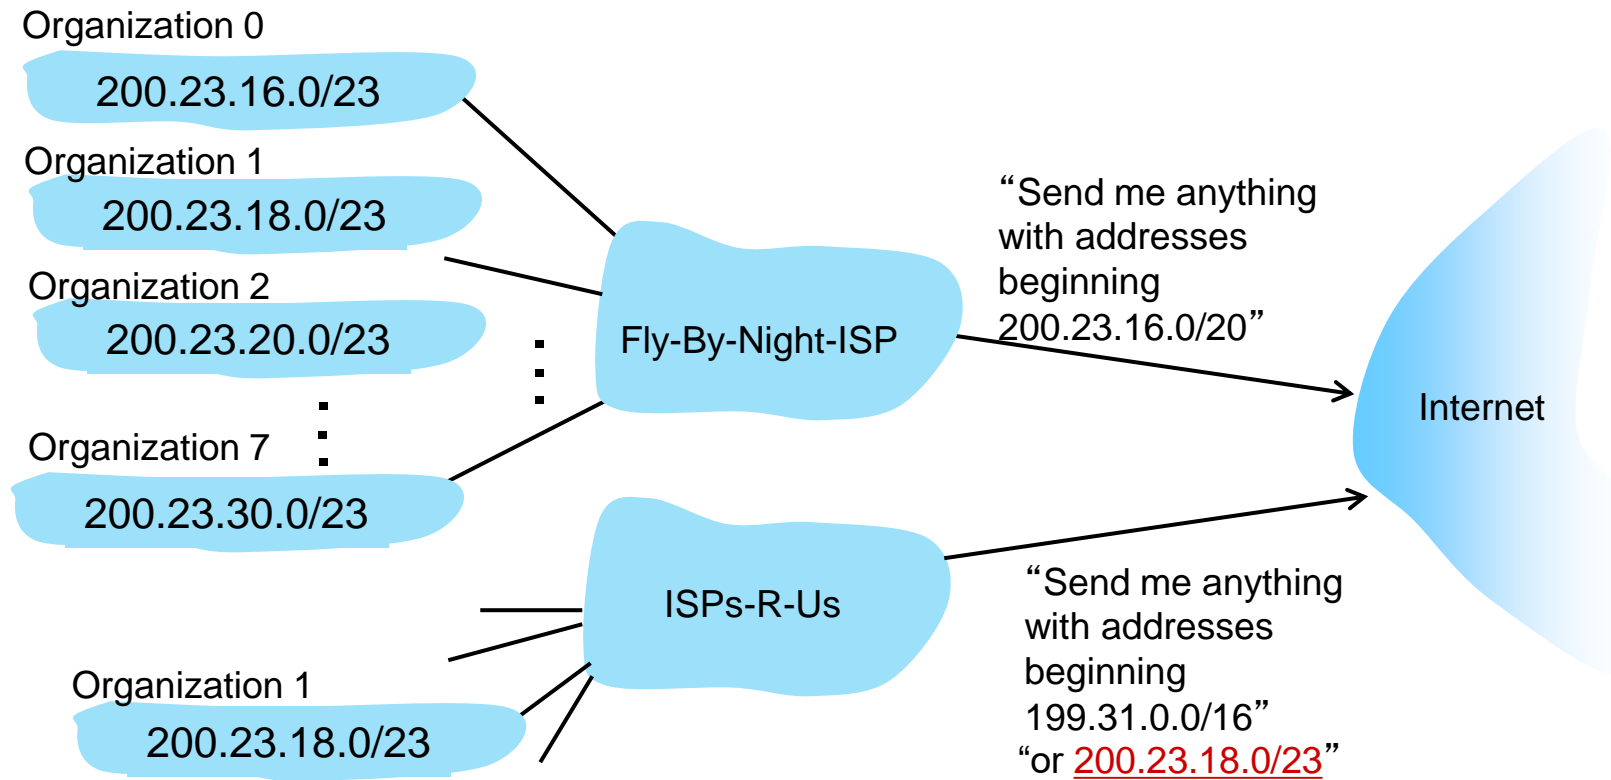 Organization 0
200.23.16.0/23
Organization 1
200.23.18.0/23
Organization 2
200.23.20.0/23
Organization 7
200.23.30.0/23
Fly-By-Night-ISP
“Send me anything
with addresses
beginning
200.23.16.0/20”
Internet
ISPs-R-Us
Organization 1
200.23.18.0/23
“Send me anything
with addresses
beginning
199.31.0.0/16”
“or 200.23.18.0/23”